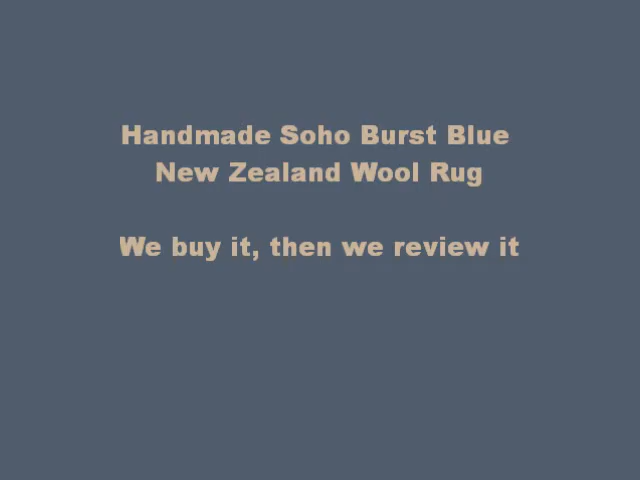 Handmade Soho Burst Blue
New Zealand Wool Rug
We buy it, then we review it